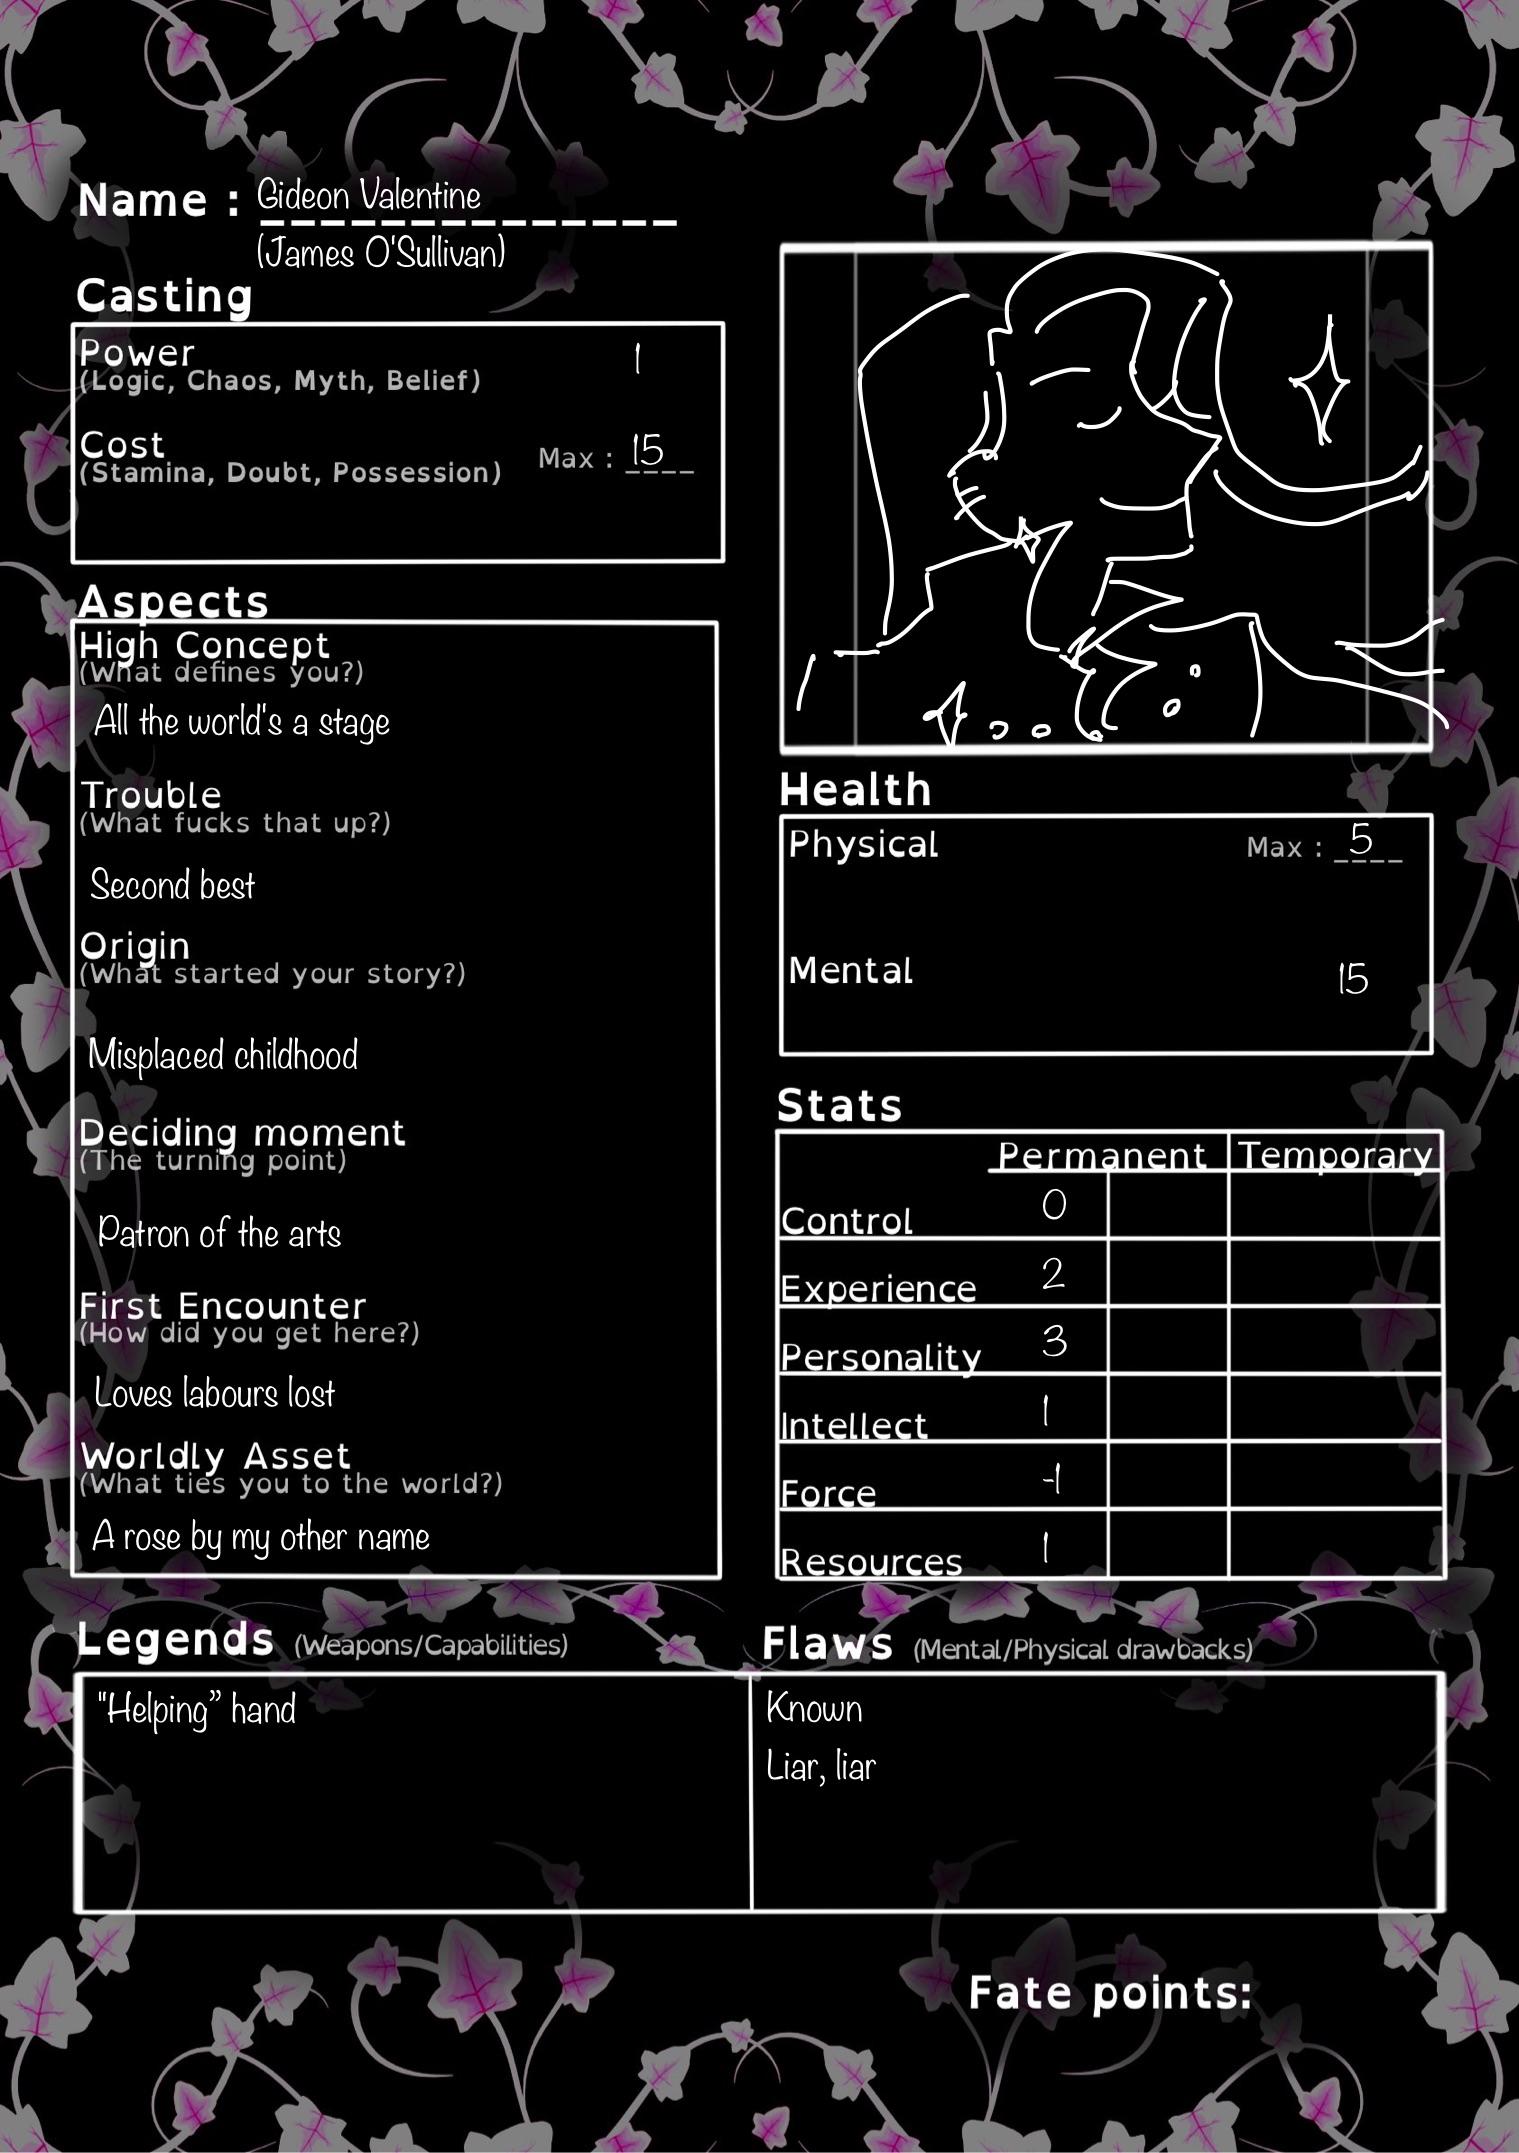 Name : Gideon Valentine
(James O'Sullivan)
Casting
Power 1
(Logic, Chaos, Myth, Belief)
Cost
(Stamina, Doubt, Possession) Max : 15
Aspects
High Concept
(What defines you?)
All the world's a stage
Trouble
(What fucks that up?)
Second best
Origin
(What started your story?)
Misplaced childhood
Deciding moment
(The turning point)
Patron of the arts
First Encounter
(How did you get here?)
Loves labours lost
Worldly Asset
(What ties you to the world?)
A rose by my other name
Health
Physical Max : 5
Mental 15
Stats
Permanent Temporary
Control 0
Experience 2
Personality 3
Intellect 1
Force -1
Resources 1
Legends (Weapons/Capabilities)
"Helping” hand
Flaws (Mental/Physical drawbacks)
Known
Liar, liar
Fate points: